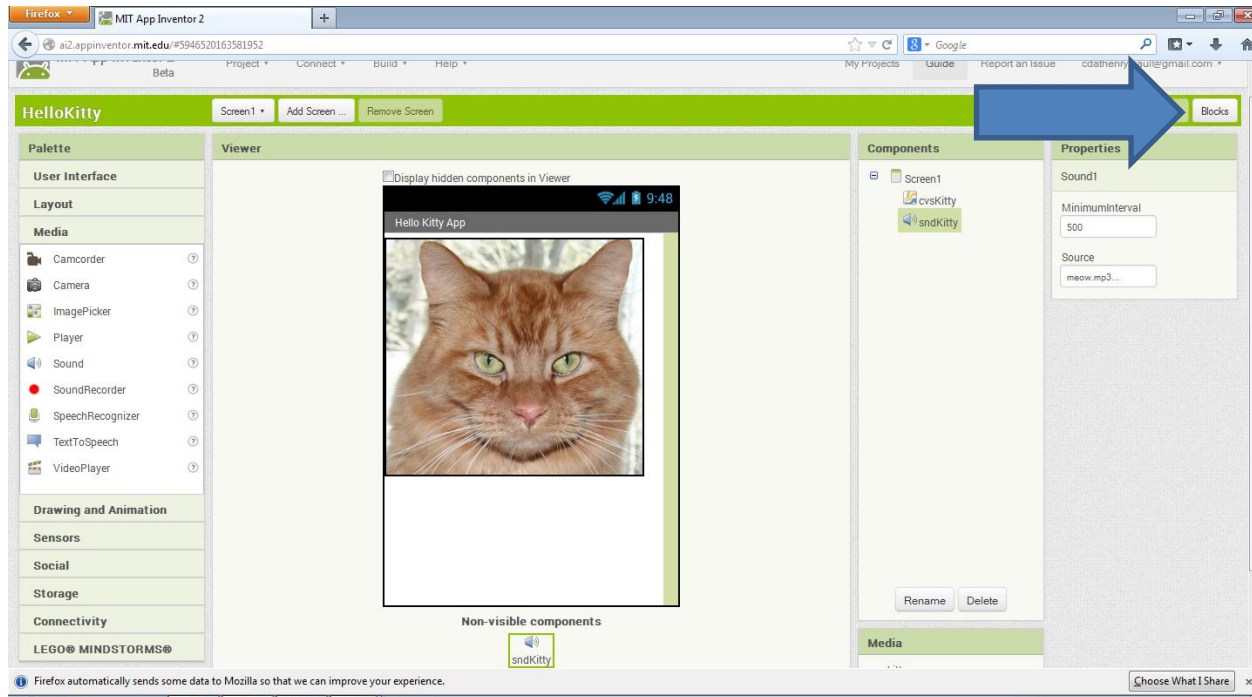 Firefox
MIT App Inventor 2
+
ai2.appinventor.mit.edu/#5946520163581952
Google
Beta
Project
Connect
Build
Help
My Projects
Guide
Report an Issue
cdathenry
aul@gmail.com
HelloKitty
Screen1
Add Screen ...
Remove Screen
Blocks
Palette
User Interface
Layout
Media
Camcorder
Camera
ImagePicker
Player
Sound
SoundRecorder
SpeechRecognizer
TextToSpeech
VideoPlayer
Drawing and Animation
Sensors
Social
Storage
Connectivity
LEGO® MINDSTORMS®
Viewer
Display hidden components in Viewer
9:48
Hello Kitty App
Non-visible components
sndKitty
Components
Screen1
cvsKitty
sndKitty
Rename
Delete
Media
Properties
Sound1
MinimumInterval
500
Source
meow.mp3...
Firefox automatically sends some data to Mozilla so that we can improve your experience.
Choose What I Share